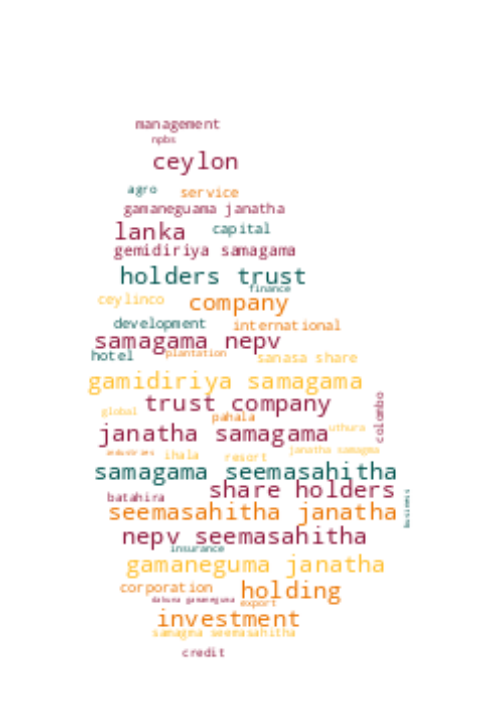 management
npbs
ceylon
agro service
gamaneguama janatha
lanka capital
gemidiriya samagama
holders trust
finance
ceylinco company
development international
samagama nepv
hotel plantation sanasa share
gamidiriya samagama
trust company
colombo
global pahala
janatha samagama uthura
industries ihala resort janatha samagma
samagama seemasahitha
share holders
batahira
business
seemasahitha janatha
nepv seemasahitha
insurance
gamaneguma janatha
corporation holding
dakuna gamaneguma export
investment
samagma seemasahitha
credit